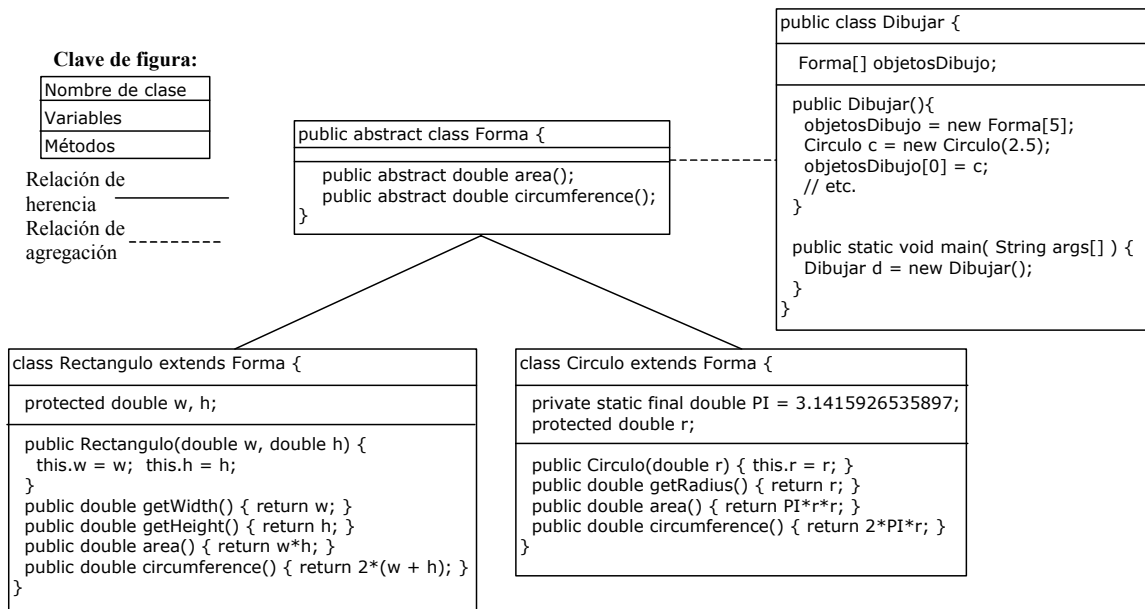 Clave de figura:
Nombre de clase
Variables
Métodos
Relación de
herencia
Relación de
agregación
public abstract class Forma {
public abstract double area();
public abstract double circumference();
}
public class Dibujar {
Forma[] objetosDibujo;
public Dibujar(){
objetosDibujo = new Forma[5];
Circulo c = new Circulo(2.5);
objetosDibujo[0] = c;
// etc.
}
public static void main( String args[] ) {
Dibujar d = new Dibujar();
}
}
class Rectangulo extends Forma {
protected double w, h;
public Rectangulo(double w, double h) {
this.w = w;  this.h = h;
}
public double getWidth() { return w; }
public double getHeight() { return h; }
public double area() { return w*h; }
public double circumference() { return 2*(w + h); }
}
class Circulo extends Forma {
private static final double PI = 3.1415926535897;
protected double r;
public Circulo(double r) { this.r = r; }
public double getRadius() { return r; }
public double area() { return PI*r*r; }
public double circumference() { return 2*PI*r; }
}